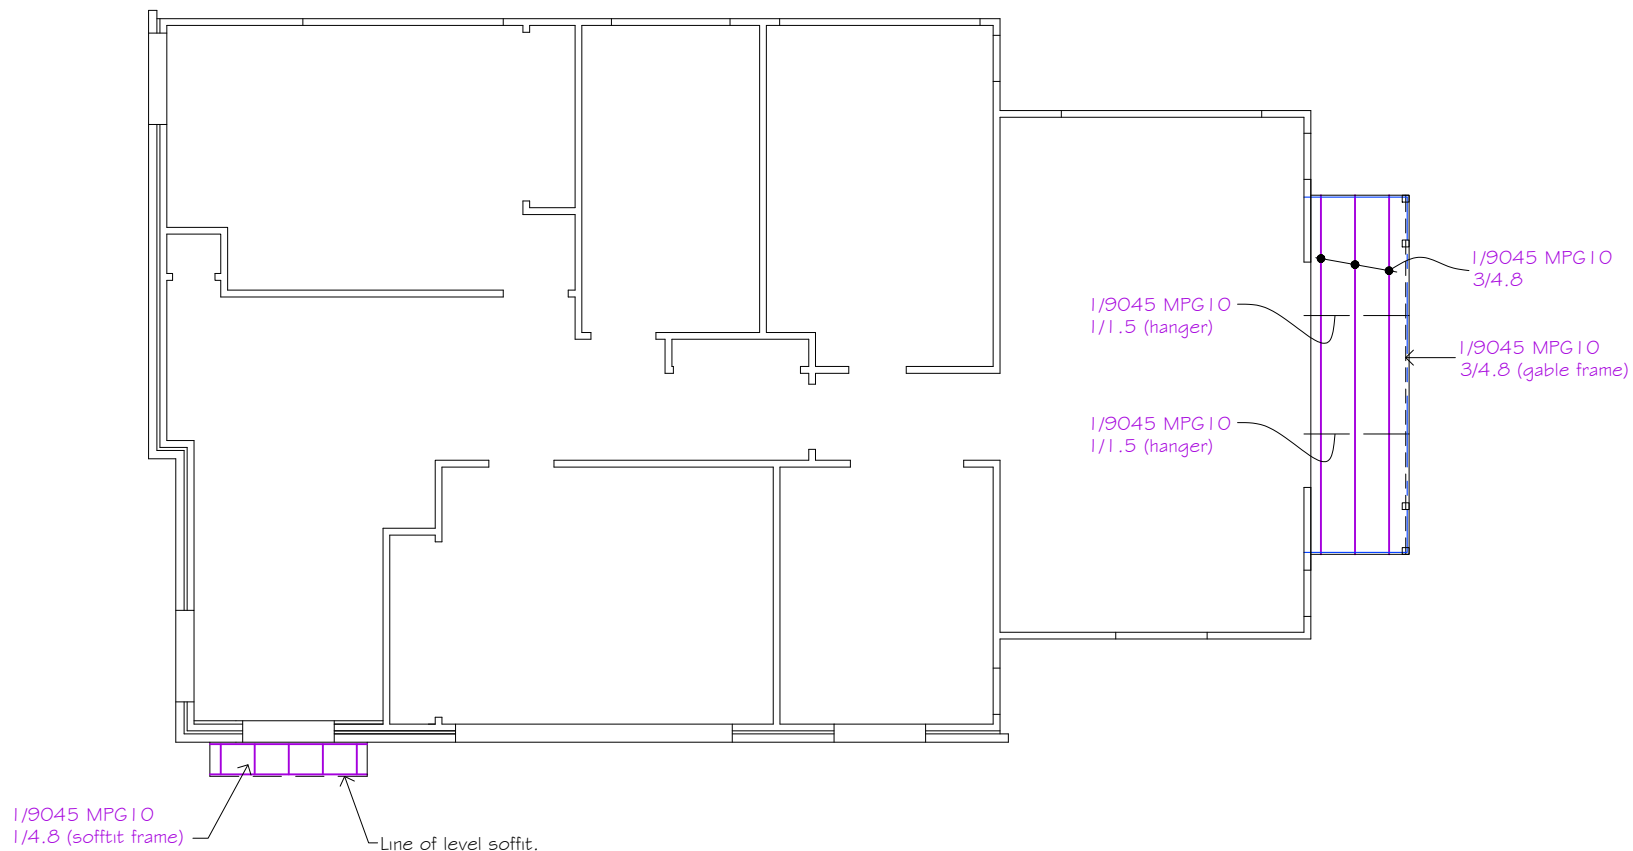 1/9045 MPG10
3/4.8
1/9045 MPG10
1/1.5 (hanger)
1/9045 MPG10
3/4.8 (gable frame)
1/9045 MPG10
1/1.5 (hanger)
1/9045 MPG10
1/4.8 (sofftit frame)
Line of level soffit.